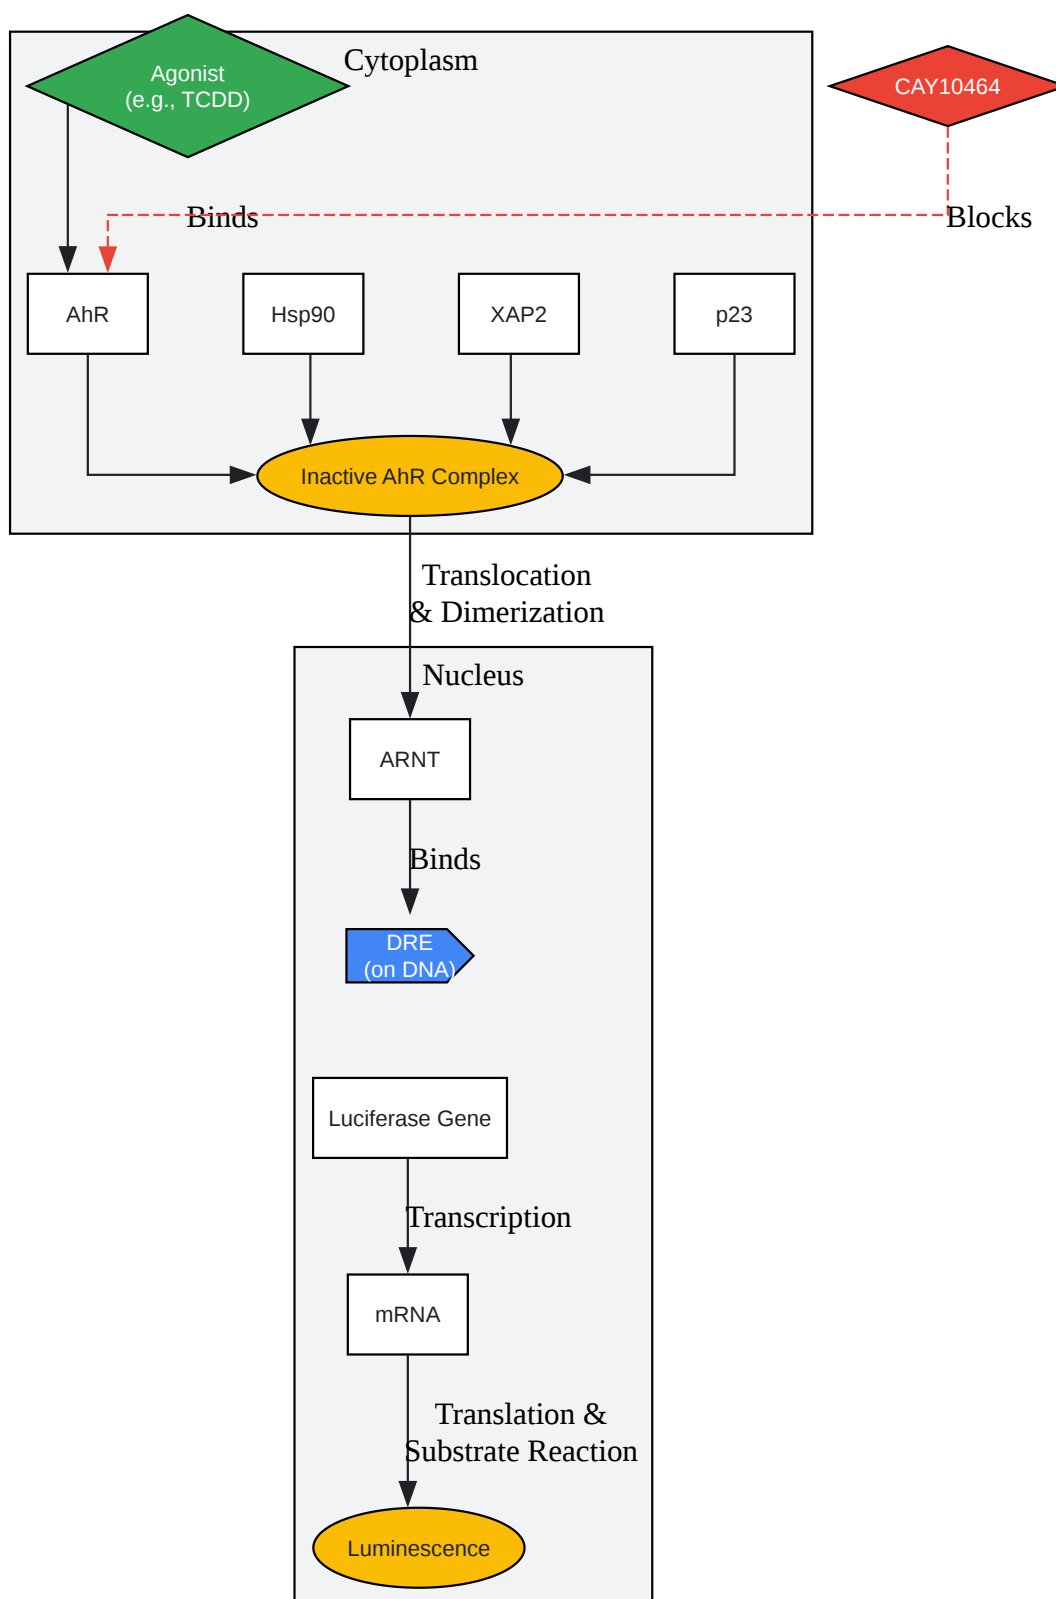 Cytoplasm
Agonist
(e.g., TCDD)
CAY10464
Binds
Blocks
AhR
Hsp90
XAP2
p23
Inactive AhR Complex
Translocation
& Dimerization
Nucleus
ARNT
Binds
DRE
(on DNA)
Luciferase Gene
Transcription
mRNA
Translation &
Substrate Reaction
Luminescence